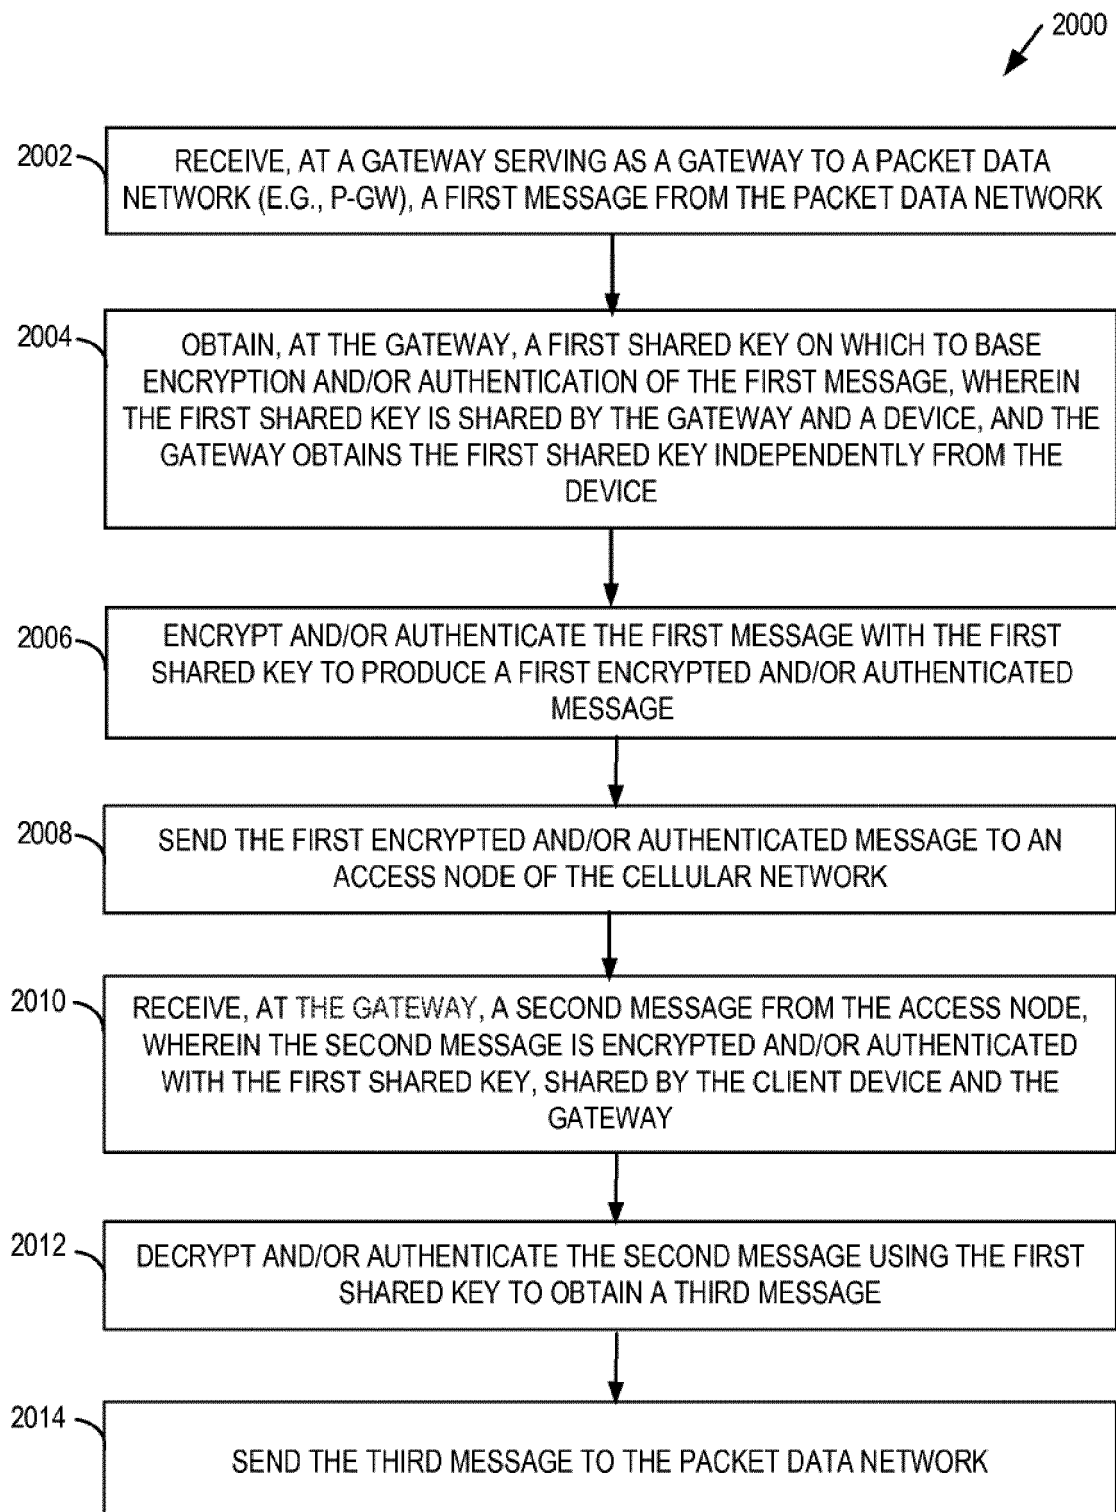 2000
2002
RECEIVE, AT A GATEWAY SERVING AS A GATEWAY TO A PACKET DATA
NETWORK (E.G., P-GW), A FIRST MESSAGE FROM THE PACKET DATA NETWORK
2004
OBTAIN, AT THE GATEWAY, A FIRST SHARED KEY ON WHICH TO BASE
ENCRYPTION AND/OR AUTHENTICATION OF THE FIRST MESSAGE, WHEREIN
THE FIRST SHARED KEY IS SHARED BY THE GATEWAY AND A DEVICE, AND THE
GATEWAY OBTAINS THE FIRST SHARED KEY INDEPENDENTLY FROM THE
DEVICE
2006
ENCRYPT AND/OR AUTHENTICATE THE FIRST MESSAGE WITH THE FIRST
SHARED KEY TO PRODUCE A FIRST ENCRYPTED AND/OR AUTHENTICATED
MESSAGE
2008
SEND THE FIRST ENCRYPTED AND/OR AUTHENTICATED MESSAGE TO AN
ACCESS NODE OF THE CELLULAR NETWORK
2010
RECEIVE, AT THE GATEWAY, A SECOND MESSAGE FROM THE ACCESS NODE,
WHEREIN THE SECOND MESSAGE IS ENCRYPTED AND/OR AUTHENTICATED
WITH THE FIRST SHARED KEY, SHARED BY THE CLIENT DEVICE AND THE
GATEWAY
2012
DECRYPT AND/OR AUTHENTICATE THE SECOND MESSAGE USING THE FIRST
SHARED KEY TO OBTAIN A THIRD MESSAGE
2014
SEND THE THIRD MESSAGE TO THE PACKET DATA NETWORK